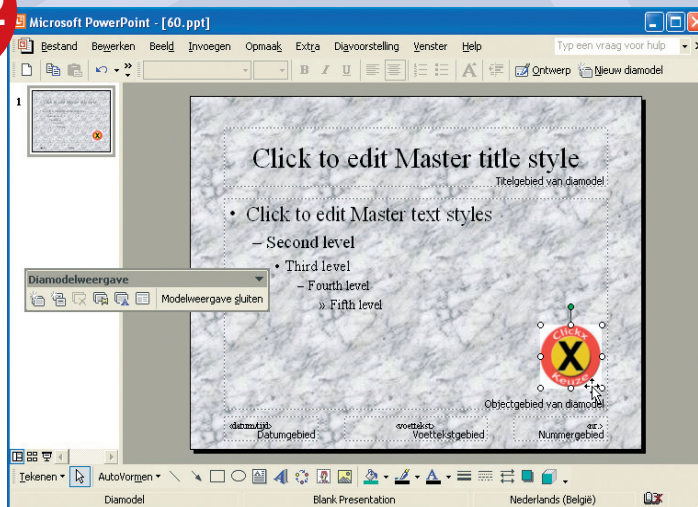 Microsoft PowerPoint - [60.ppt]
Bestand Bewerken Beeld Invoegen Opmaak Extra Diavoorstelling Venster Help Typ een vraag voor hulp
B I U A Ontwerp Nieuw diamodel
1
Click to edit Master title style
Titelgebied van diamodel
• Click to edit Master text styles
– Second level
• Third level
– Fourth level
» Fifth level
Diamodelweergave
Modelweergave sluiten
Clickx
X
Keuze
Objectgebied van diamodel
<datum/tijd> <voettekst> <nr.>
Datumgebied Voettekstgebied Nummergebied
Tekenen AutoVormen
Diamodel Blank Presentation Nederlands (België)